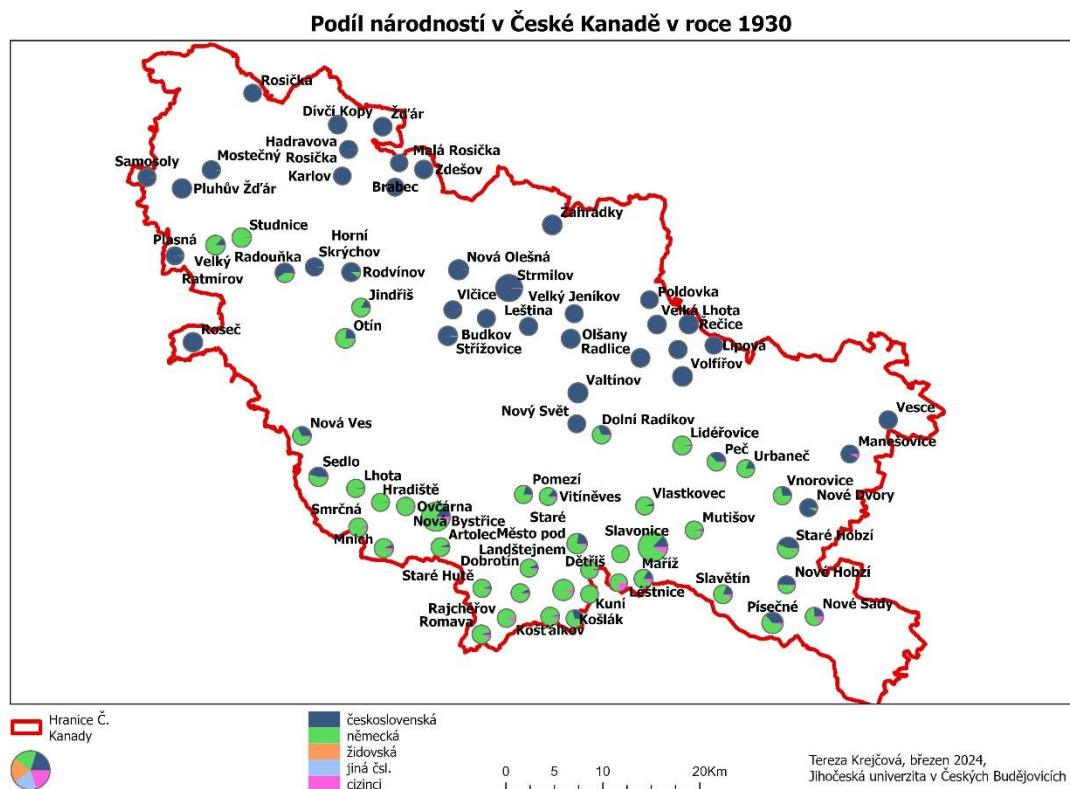 Podíl národností v České Kanadě v roce 1930
Rosička
Dívčí Kopy
Žďár
Hadravova
Rosička
Malá Rosička
Mostečný
Samosoly
Karlov
Zdešov
Pluhův Žďár
Brabec
Zahrádky
Studnice
Plasná
Velký
Ratmírov
Radouňka
Horní
Skrýchov
Rodvínov
Nová Olešná
Strmilov
Jindřiš
Vlčice
Velký Jeníkov
Poldovka
Leština
Velká Lhota
Otín
Budkov
Olšany
Řečice
Roseč
Střížovice
Radlice
Lipová
Volfířov
Valtínov
Nový Svět
Vesce
Nová Ves
Dolní Radíkov
Lidéřovice
Manešovice
Peč
Urbaneč
Sedlo
Lhota
Pomezí
Vnorovice
Hradiště
Vitíněves
Vlastkovec
Nové Dvory
Smrčná
Ovčárna
Nová Bystřice
Staré
Město pod
Landštejnem
Slavonice
Mutišov
Mnich
Artolec
Staré Hobzí
Dobrotín
Dětřiš
Maříž
Staré Hutě
Slavětín
Nové Hobzí
Léštnice
Rajchéřov
Kuní
Písečné
Nové Sady
Romava
Košťálkov
Košlák
Hranice Č.
Kanady
československá
německá
židovská
jiná čsl.
cizinci
0 5 10 20Km
Tereza Krejčová, březen 2024,
Jihočeská univerzita v Českých Budějovicích